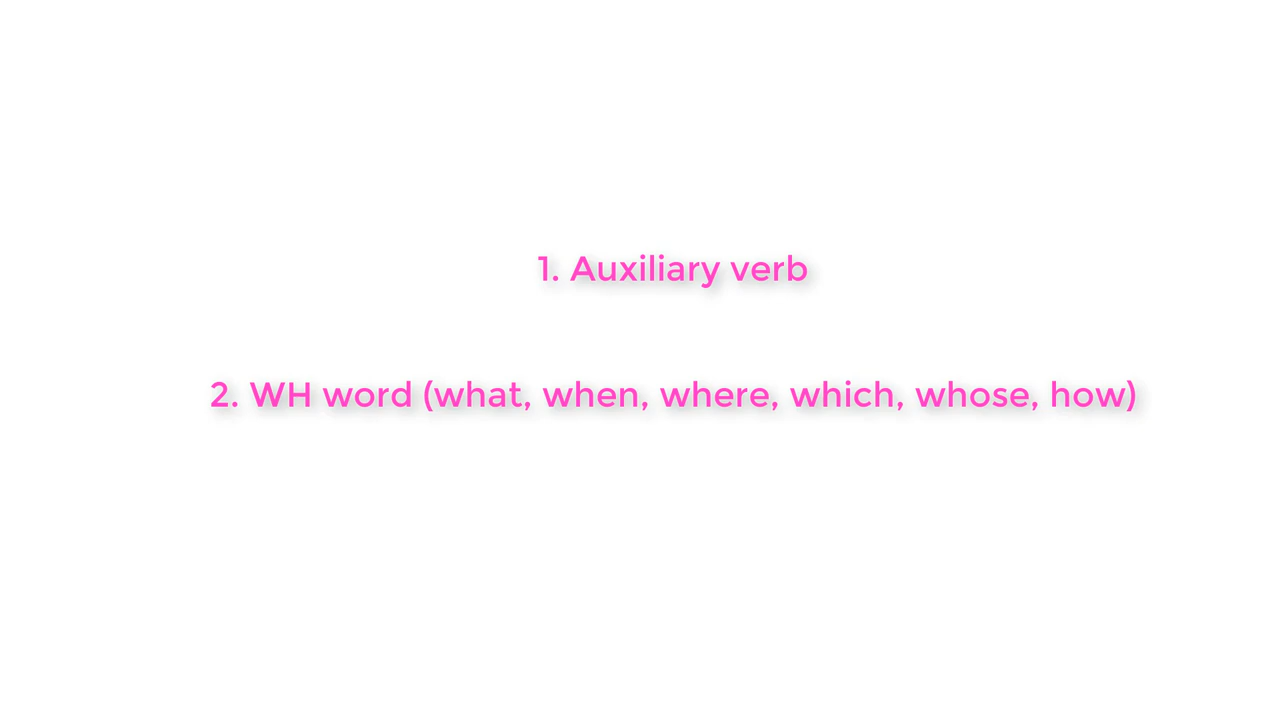 1. Auxiliary verb
2. WH word (what, when, where, which, whose, how)